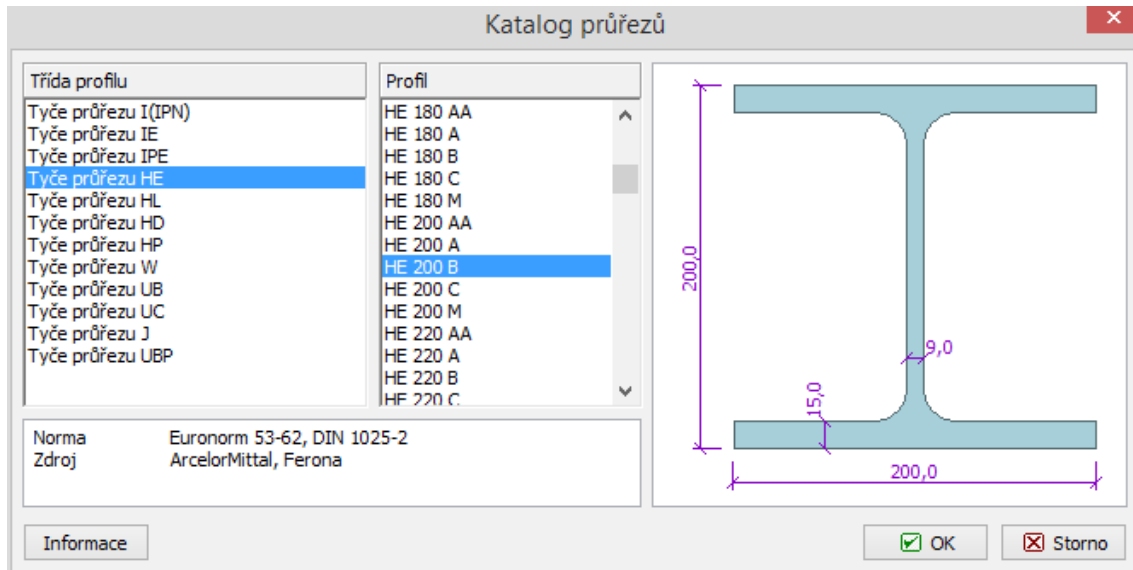 Katalog průřezů
Třída profilu
Tyče průřezu I(IPN)
Tyče průřezu IE
Tyče průřezu IPE
Tyče průřezu HE
Tyče průřezu HL
Tyče průřezu HD
Tyče průřezu HP
Tyče průřezu W
Tyče průřezu UB
Tyče průřezu UC
Tyče průřezu J
Tyče průřezu UBP
Profil
HE 180 AA
HE 180 A
HE 180 B
HE 180 C
HE 180 M
HE 200 AA
HE 200 A
HE 200 B
HE 200 C
HE 200 M
HE 220 AA
HE 220 A
HE 220 B
HE 220 C
200,0
9,0
15,0
200,0
Norma Euronorm 53-62, DIN 1025-2
Zdroj ArcelorMittal, Ferona
Informace
OK
Storno